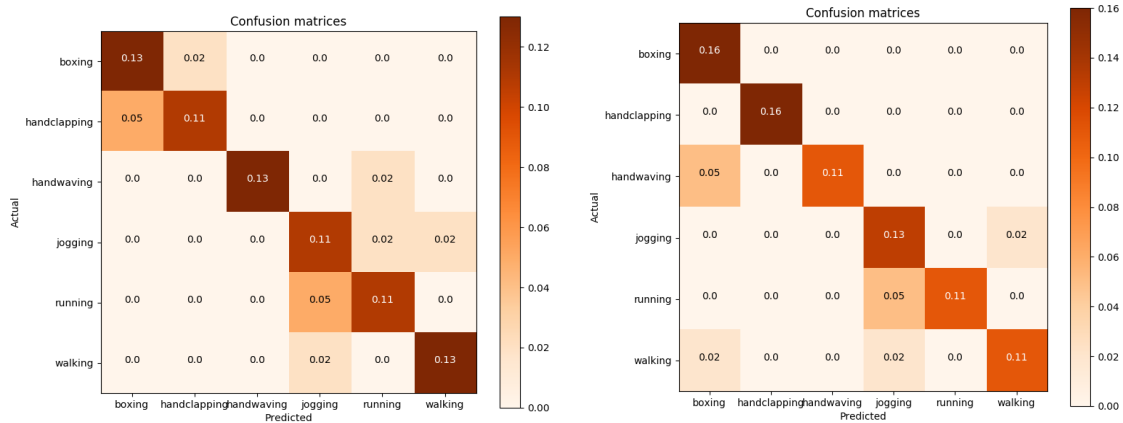 Confusion matrices
boxing 0.13 0.02 0.0 0.0 0.0 0.0
handclapping 0.05 0.11 0.0 0.0 0.0 0.0
handwaving 0.0 0.0 0.13 0.0 0.02 0.0
jogging 0.0 0.0 0.0 0.11 0.02 0.02
running 0.0 0.0 0.0 0.05 0.11 0.0
walking 0.0 0.0 0.0 0.02 0.0 0.13
Actual
boxing handclapping handwaving jogging running walking
Predicted
0.12
0.10
0.08
0.06
0.04
0.02
0.00
Confusion matrices
boxing 0.16 0.0 0.0 0.0 0.0 0.0
handclapping 0.0 0.16 0.0 0.0 0.0 0.0
handwaving 0.05 0.0 0.11 0.0 0.0 0.0
jogging 0.0 0.0 0.0 0.13 0.0 0.02
running 0.0 0.0 0.0 0.05 0.11 0.0
walking 0.02 0.0 0.0 0.02 0.0 0.11
Actual
boxing handclapping handwaving jogging running walking
Predicted
0.16
0.14
0.12
0.10
0.08
0.06
0.04
0.02
0.00